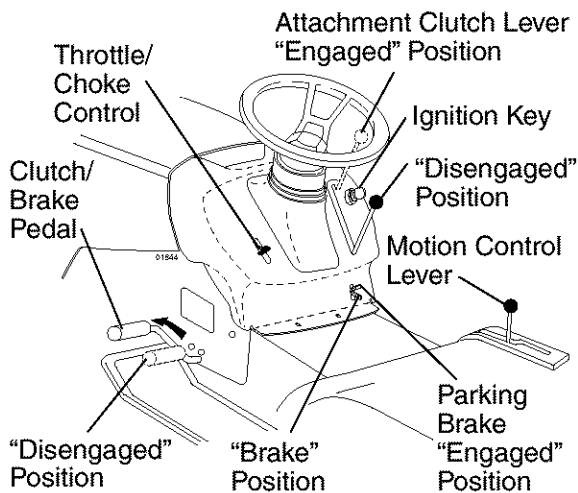 Attachment Clutch Lever
“Engaged” Position
Throttle/
Choke
Control
Ignition Key
“Disengaged”
Position
Clutch/
Brake
Pedal
Motion Control
Lever
01644
Parking
Brake
“Engaged”
Position
“Disengaged”
Position
“Brake”
Position